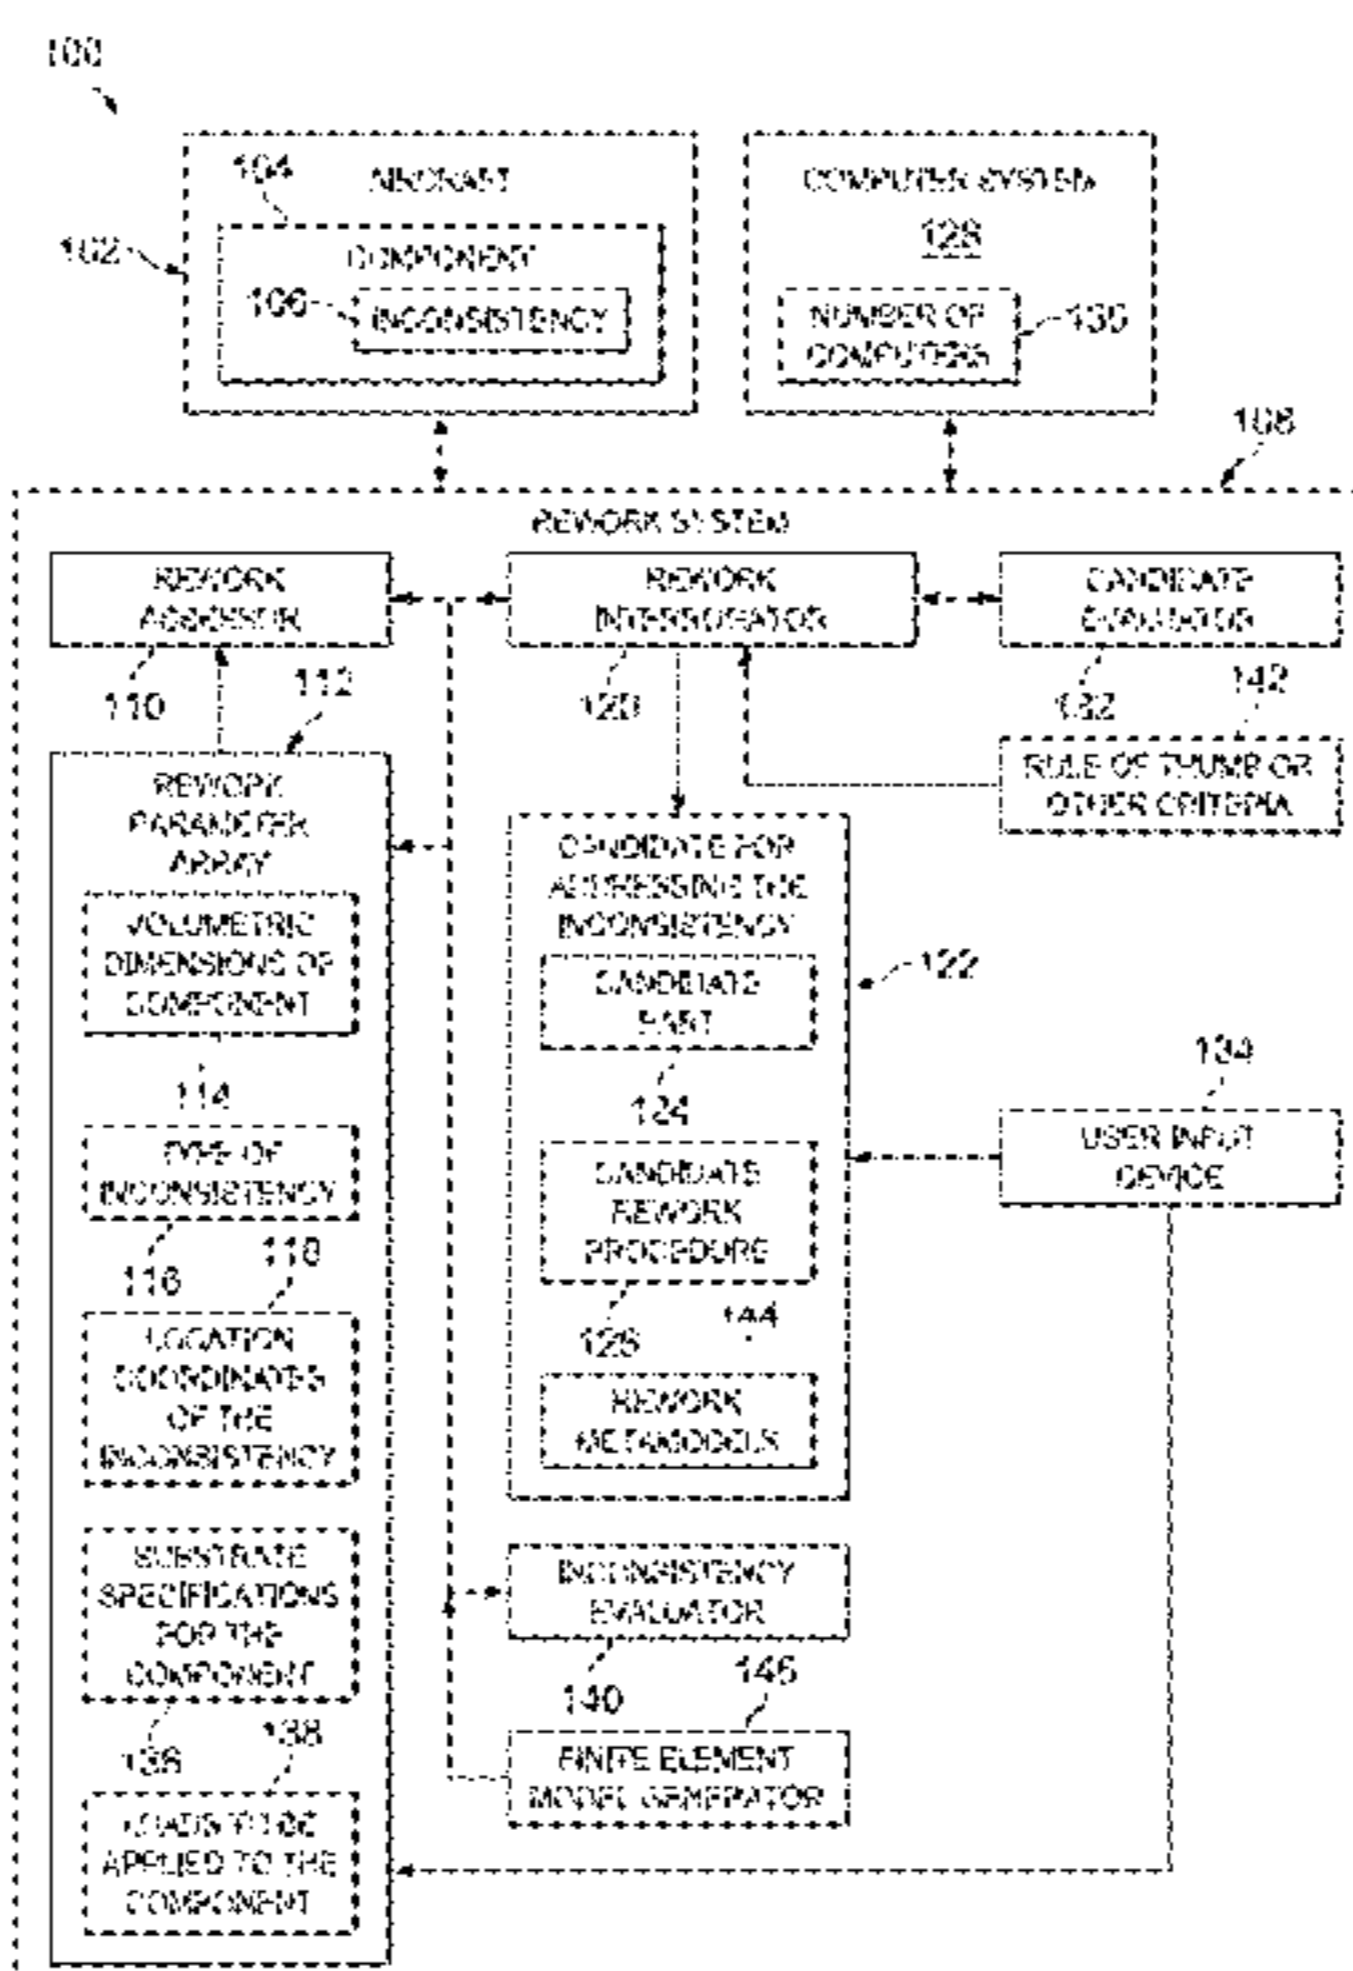 100
AIRCRAFT
104
COMPONENT
102
106
INCONSISTENCY
COMPUTER SYSTEM
128
NUMBER OF
COMPUTERS
108
REWORK SYSTEM
REWORK
ASSESSOR
110
REWORK
INTERROGATOR
120
CANDIDATE
EVALUATOR
132
142
RULE OF THUMB OR
OTHER CRITERIA
112
REWORK
PARAMETER
ARRAY
VOLUMETRIC
DIMENSIONS OF
COMPONENT
114
TYPE OF
INCONSISTENCY
116
118
LOCATION
COORDINATES
OF THE
INCONSISTENCY
SUBSTRATE
SPECIFICATIONS
FOR THE
COMPONENT
136
138
LOADS TO BE
APPLIED TO THE
COMPONENT
CANDIDATE FOR
ADDRESSING THE
INCONSISTENCY
122
CANDIDATE
PART
124
CANDIDATE
REWORK
PROCEDURE
126
144
REWORK
METAMODELS
134
USER INPUT
DEVICE
INCONSISTENCY
EVALUATOR
140
146
FINITE ELEMENT
MODEL GENERATOR